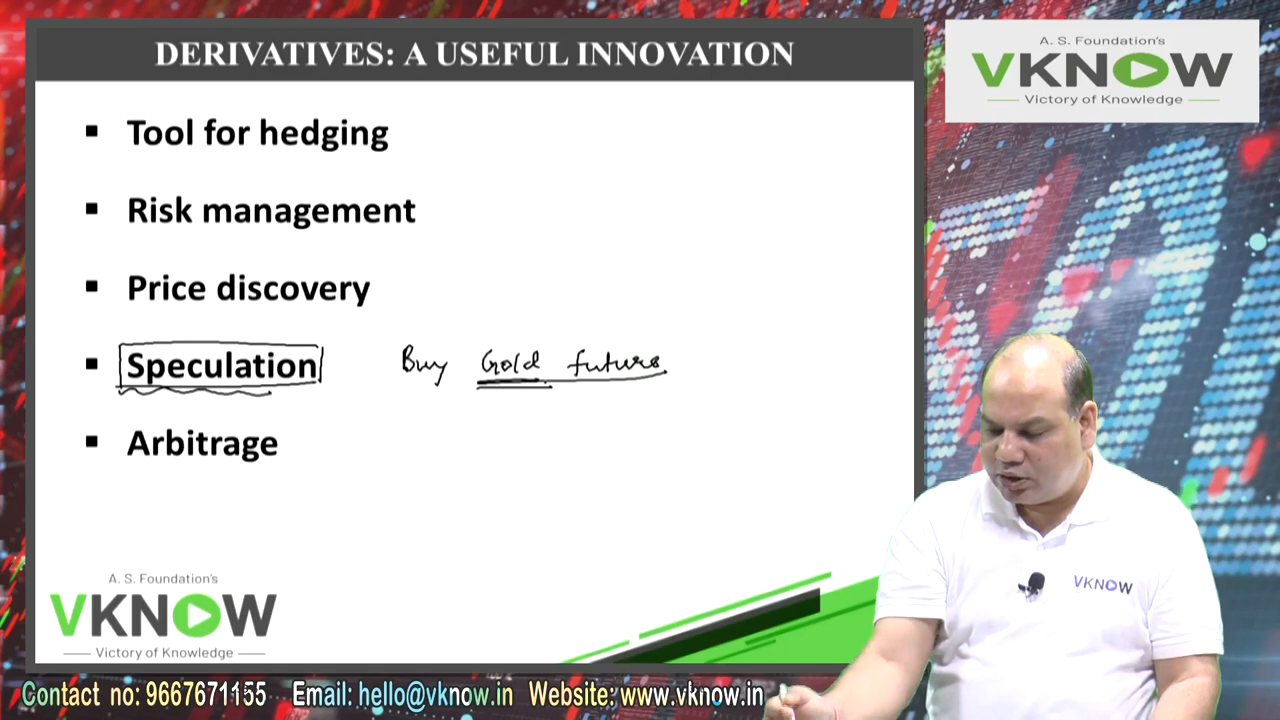 DERIVATIVES: A USEFUL INNOVATION
A. S. Foundation's
VKNOW
Victory of Knowledge
▪ Tool for hedging
▪ Risk management
▪ Price discovery
▪ Speculation Buy Gold future
▪ Arbitrage
A. S. Foundation's
VKNOW
Victory of Knowledge
VKNOW
Contact no: 9667671155 Email: hello@vknow.in Website: www.vknow.in